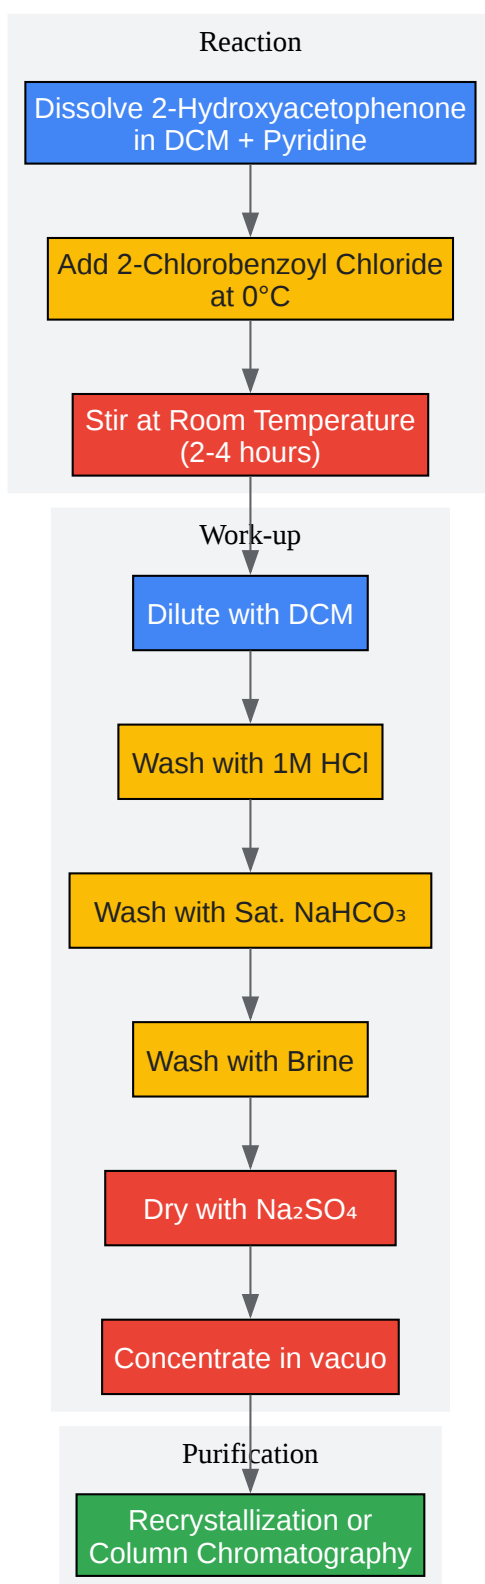 Reaction
Dissolve 2-Hydroxyacetophenone
in DCM + Pyridine
Add 2-Chlorobenzoyl Chloride
at 0°C
Stir at Room Temperature
(2-4 hours)
Work-up
Dilute with DCM
Wash with 1M HCl
Wash with Sat. NaHCO₃
Wash with Brine
Dry with Na₂SO₄
Concentrate in vacuo
Purification
Recrystallization or
Column Chromatography